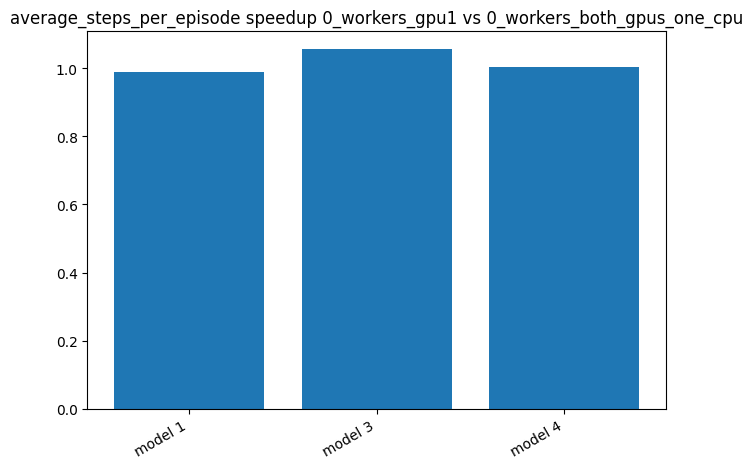 average_steps_per_episode speedup 0_workers_gpu1 vs 0_workers_both_gpus_one_cpu
1.0
0.8
0.6
0.4
0.2
0.0
model 1
model 3
model 4